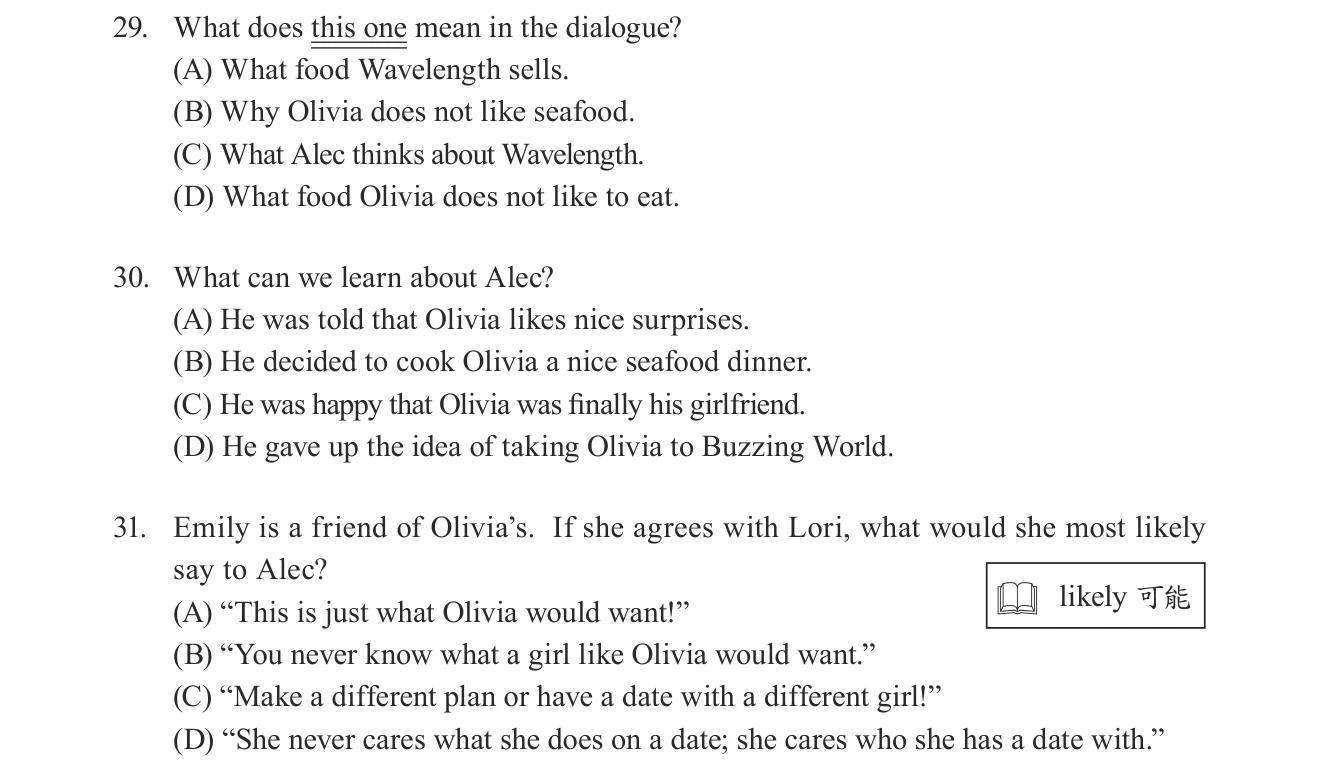 29. What does this one mean in the dialogue?
(A) What food Wavelength sells.
(B) Why Olivia does not like seafood.
(C) What Alec thinks about Wavelength.
(D) What food Olivia does not like to eat.
30. What can we learn about Alec?
(A) He was told that Olivia likes nice surprises.
(B) He decided to cook Olivia a nice seafood dinner.
(C) He was happy that Olivia was finally his girlfriend.
(D) He gave up the idea of taking Olivia to Buzzing World.
31. Emily is a friend of Olivia’s. If she agrees with Lori, what would she most likely
say to Alec?
likely 可能
(A) “This is just what Olivia would want!”
(B) “You never know what a girl like Olivia would want.”
(C) “Make a different plan or have a date with a different girl!”
(D) “She never cares what she does on a date; she cares who she has a date with.”